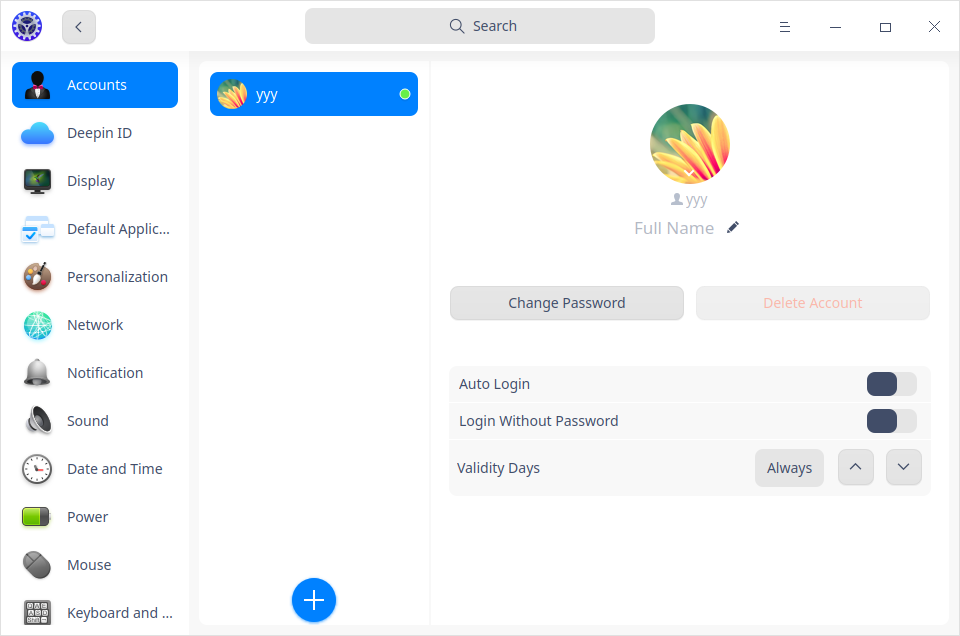 Search
Accounts
Deepin ID
Display
Default Applic...
Personalization
Network
Notification
Sound
Date and Time
Power
Mouse
Keyboard and ...
yyy
yyy
Full Name
Change Password
Delete Account
Auto Login
Login Without Password
Validity Days
Always